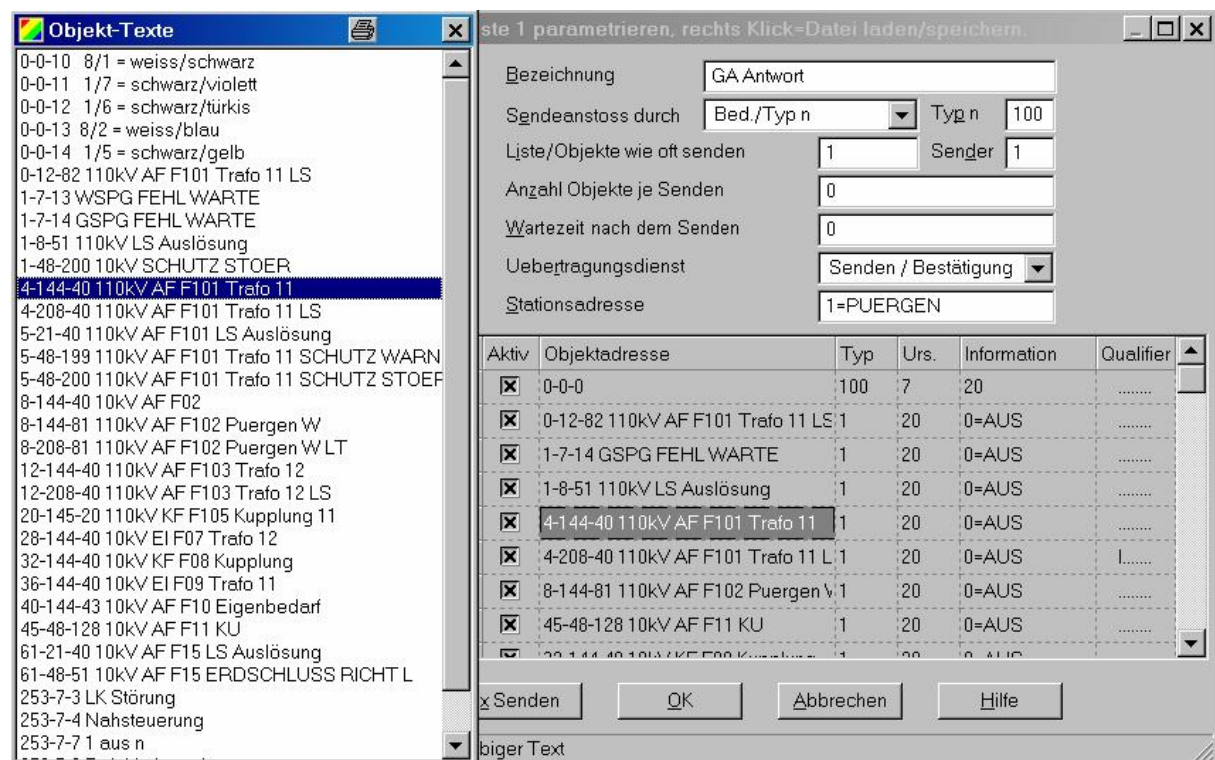 Objekt-Texte
0-0-10 8/1 = weiss/schwarz
0-0-11 1/7 = schwarz/violett
0-0-12 1/6 = schwarz/türkis
0-0-13 8/2 = weiss/blau
0-0-14 1/5 = schwarz/gelb
0-12-82 110kV AF F101 Trafo 11 LS
1-7-13 WSPG FEHL WARTE
1-7-14 GSPG FEHL WARTE
1-8-51 110kV LS Auslösung
1-48-200 10kV SCHUTZ STOER
4-144-40 110kV AF F101 Trafo 11
4-208-40 110kV AF F101 Trafo 11 LS
5-21-40 110kV AF F101 LS Auslösung
5-48-199 110kV AF F101 Trafo 11 SCHUTZ WARN
5-48-200 110kV AF F101 Trafo 11 SCHUTZ STOER
8-144-40 10kV AF F02
8-144-81 110kV AF F102 Puergen W
8-208-81 110kV AF F102 Puergen W LT
12-144-40 110kV AF F103 Trafo 12
12-208-40 110kV AF F103 Trafo 12 LS
20-145-20 110kV KF F105 Kupplung 11
28-144-40 10kV EI F07 Trafo 12
32-144-40 10kV KF F08 Kupplung
36-144-40 10kV EI F09 Trafo 11
40-144-43 10kV AF F10 Eigenbedarf
45-48-128 10kV AF F11 KU
61-21-40 10kV AF F15 LS Auslösung
61-48-51 10kV AF F15 ERDSCHLUSS RICHT L
253-7-3 LK Störung
253-7-4 Nahsteuerung
253-7-7 1 aus n
ste 1 parametrieren, rechts Klick=Datei laden/speichern.
Bezeichnung GA Antwort
Sendeanstoss durch Bed./Typ n Typ n 100
Liste/Objekte wie oft senden 1 Sender 1
Anzahl Objekte je Senden 0
Wartezeit nach dem Senden 0
Uebertragungsdienst Senden / Bestätigung
Stationsadresse 1=PUERGEN
Aktiv Objektadresse Typ Urs. Information Qualifier
0-0-0 100 7 20 ........
0-12-82 110kV AF F101 Trafo 11 LS 1 20 0=AUS ........
1-7-14 GSPG FEHL WARTE 1 20 0=AUS ........
1-8-51 110kV LS Auslösung 1 20 0=AUS ........
4-144-40 110kV AF F101 Trafo 11 1 20 0=AUS ........
4-208-40 110kV AF F101 Trafo 11 L 1 20 0=AUS I.......
8-144-81 110kV AF F102 Puergen W 1 20 0=AUS ........
45-48-128 10kV AF F11 KU 1 20 0=AUS ........
x Senden OK Abbrechen Hilfe
biger Text